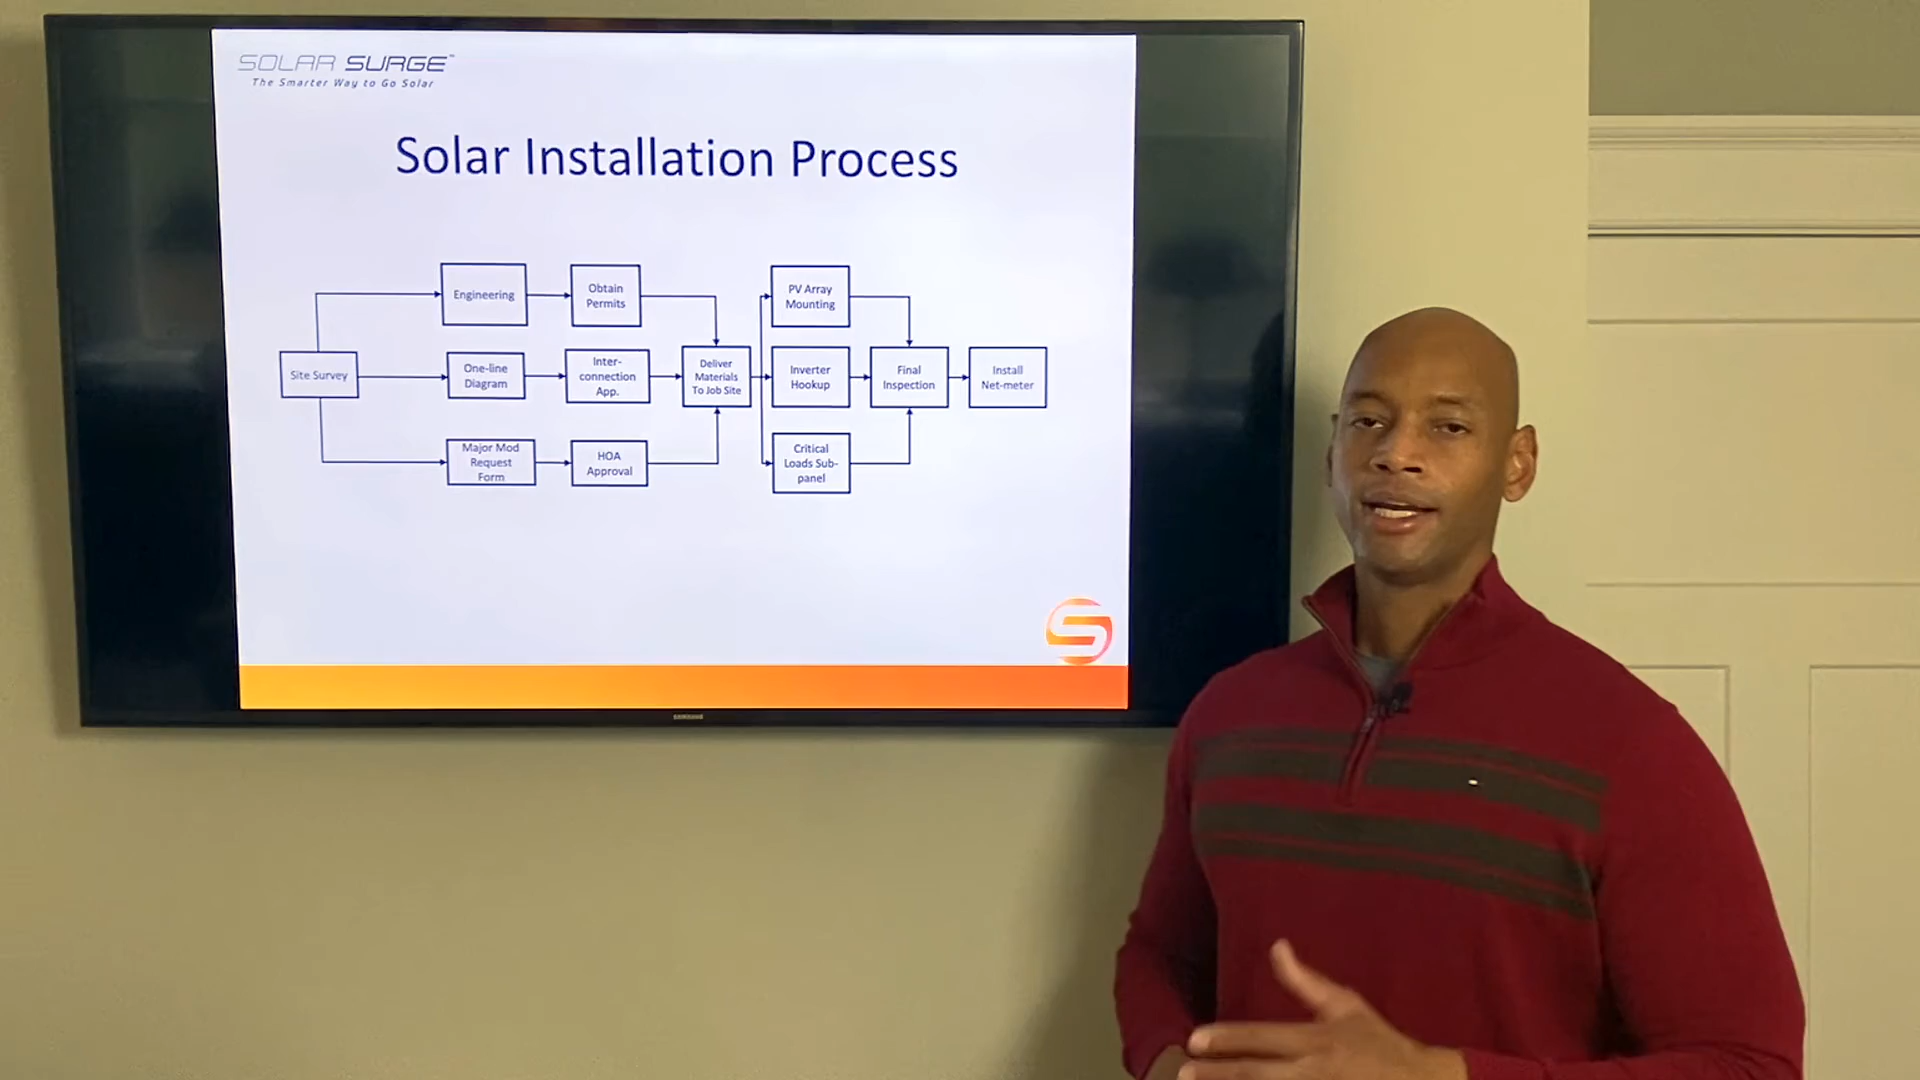 SOLAR SURGE™
The Smarter Way to Go Solar
Solar Installation Process
Engineering
Obtain
Permits
PV Array
Mounting
Site Survey
One-line
Diagram
Inter-
connection
App.
Deliver
Materials
To Job Site
Inverter
Hookup
Final
Inspection
Install
Net-meter
Major Mod
Request
Form
HOA
Approval
Critical
Loads Sub-
panel
SAMSUNG